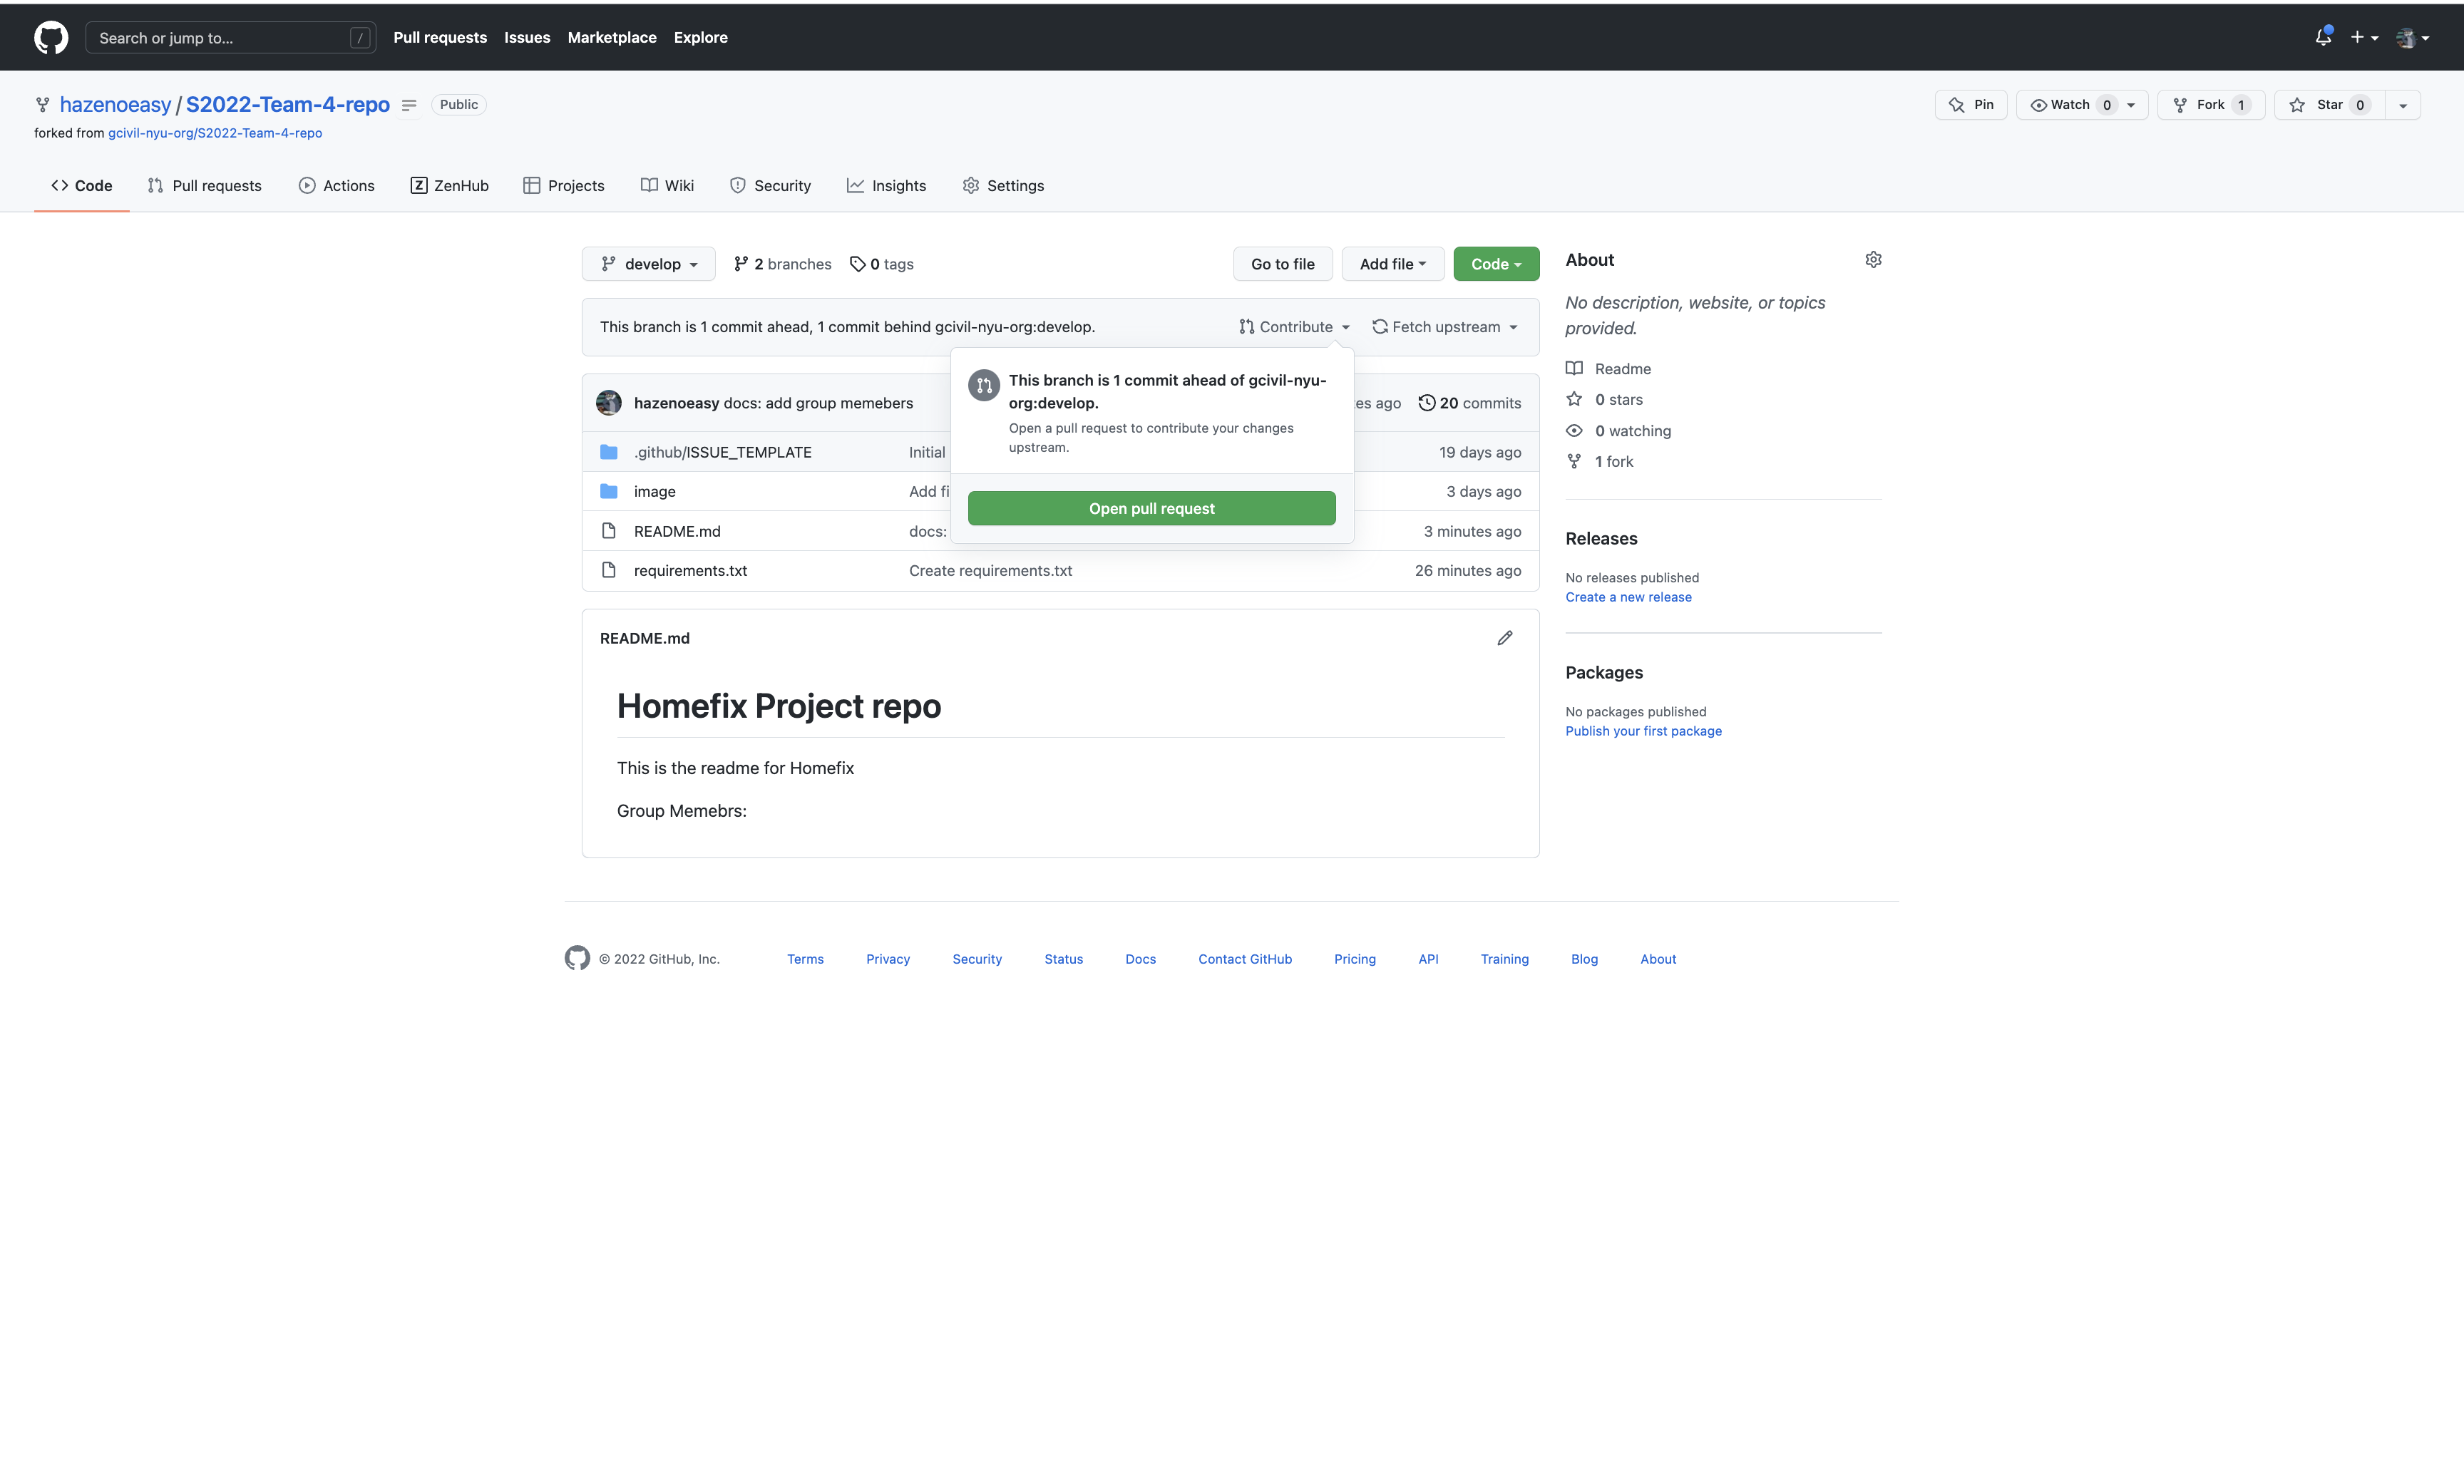 Search or jump to... / Pull requests Issues Marketplace Explore
hazenoeasy / S2022-Team-4-repo Public Pin Watch 0 Fork 1 Star 0
forked from gcivil-nyu-org/S2022-Team-4-repo
Code Pull requests Actions ZenHub Projects Wiki Security Insights Settings
develop 2 branches 0 tags Go to file Add file Code
This branch is 1 commit ahead, 1 commit behind gcivil-nyu-org:develop. Contribute Fetch upstream
This branch is 1 commit ahead of gcivil-nyu-
org:develop.
Open a pull request to contribute your changes
upstream.
Open pull request
hazenoeasy docs: add group memebers ago 20 commits
.github/ISSUE_TEMPLATE Initial 19 days ago
image Add 3 days ago
README.md docs: 3 minutes ago
requirements.txt Create requirements.txt 26 minutes ago
README.md
Homefix Project repo
This is the readme for Homefix
Group Memebrs:
About
No description, website, or topics
provided.
Readme
0 stars
0 watching
1 fork
Releases
No releases published
Create a new release
Packages
No packages published
Publish your first package
© 2022 GitHub, Inc. Terms Privacy Security Status Docs Contact GitHub Pricing API Training Blog About